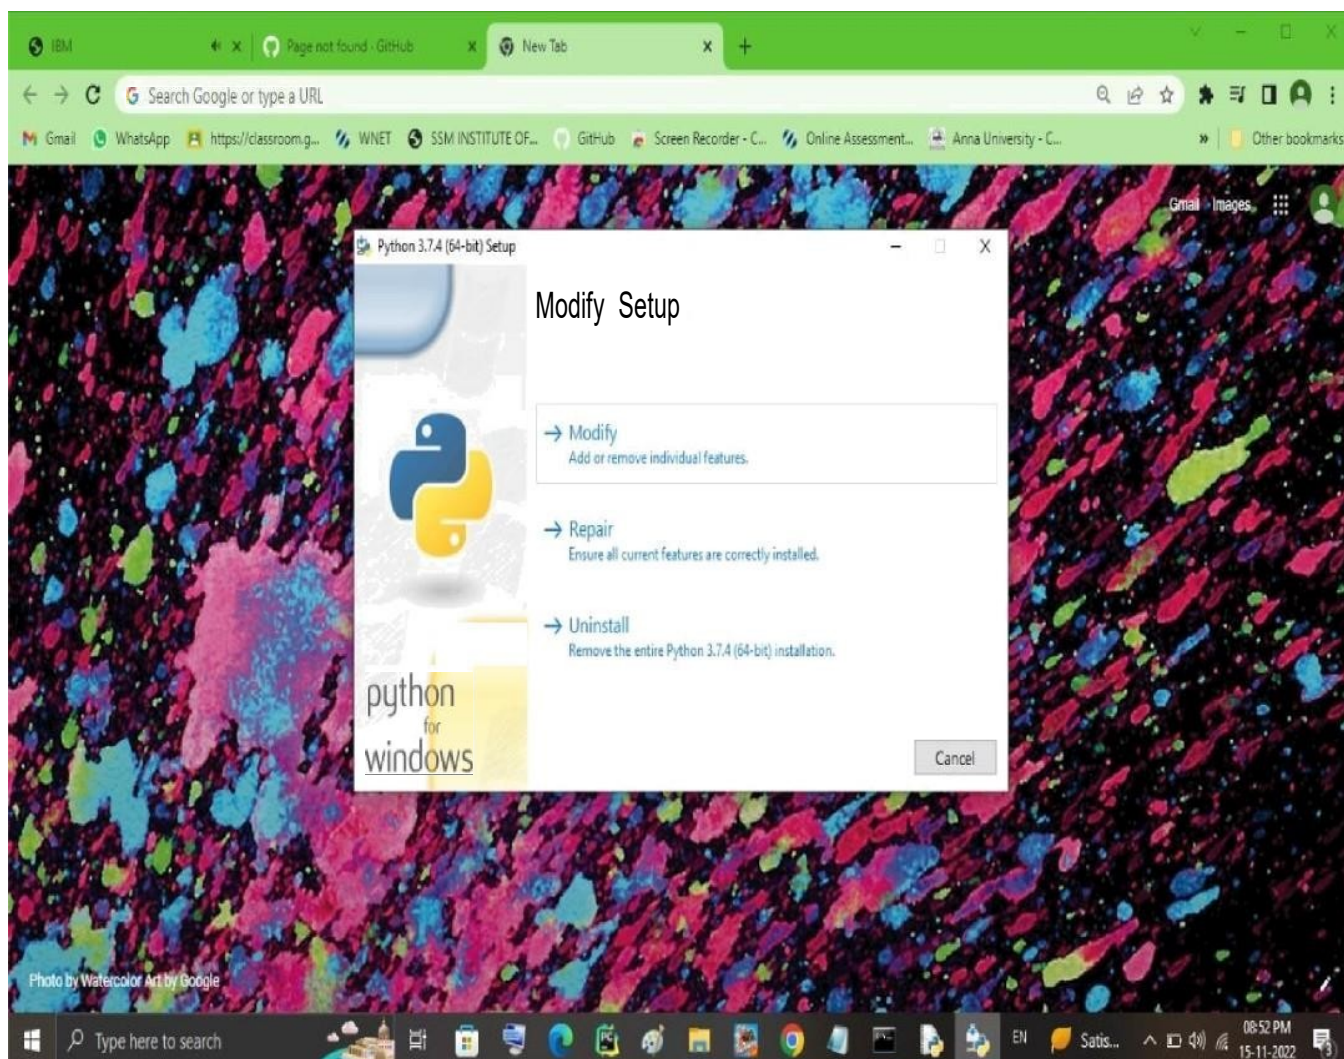 IBM
Page not found · GitHub
New Tab
Search Google or type a URL
Gmail
WhatsApp
https://classroom.g...
WNET
SSM INSTITUTE OF...
GitHub
Screen Recorder - C...
Online Assessment...
Anna University - C...
»
Other bookmarks
Gmail Images
Python 3.7.4 (64-bit) Setup
Modify Setup
Modify
Add or remove individual features.
Repair
Ensure all current features are correctly installed.
Uninstall
Remove the entire Python 3.7.4 (64-bit) installation.
python
for
windows
Cancel
Photo by Watercolor Art by Google
Type here to search
PC
EN
Satis...
08:52 PM
15-11-2022